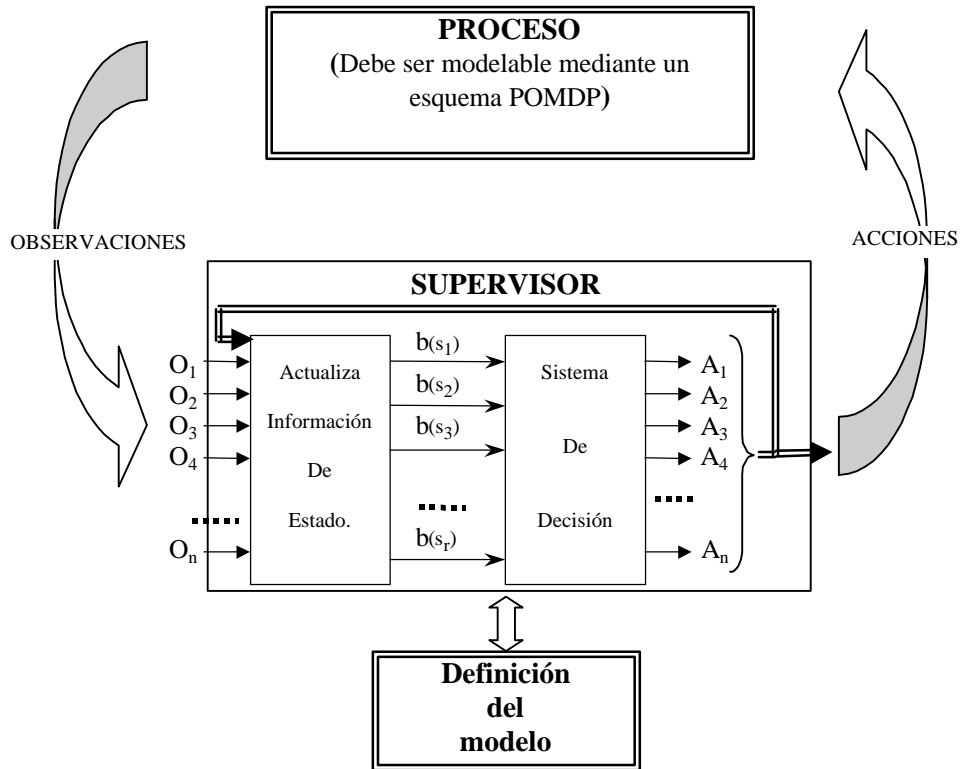 PROCESO
(Debe ser modelable mediante un
esquema POMDP)
OBSERVACIONES
ACCIONES
SUPERVISOR
O1
O2
O3
O4
On
Actualiza
Información
De
Estado.
b(s1)
b(s2)
b(s3)
b(sr)
Sistema
De
Decisión
A1
A2
A3
A4
An
Definición
del
modelo